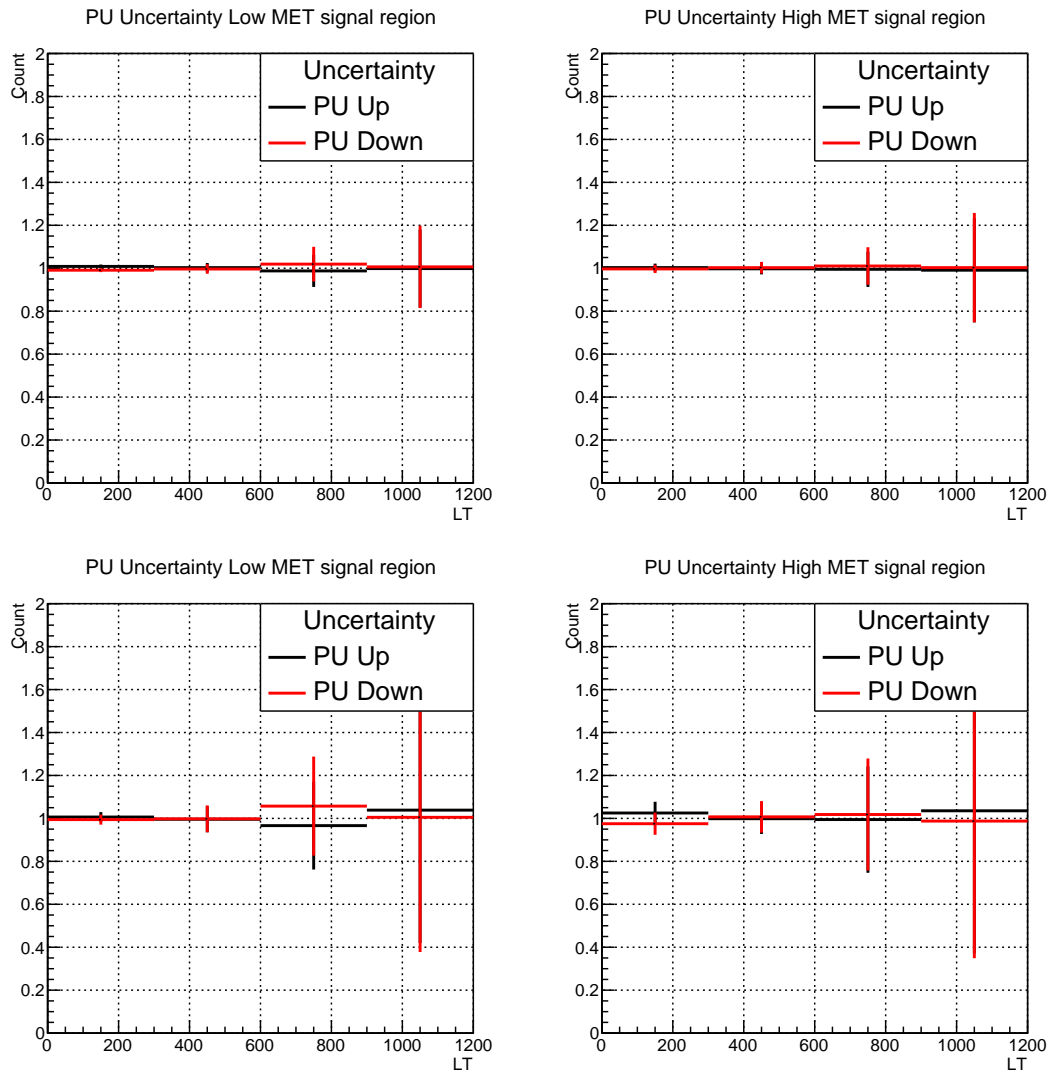 PU Uncertainty Low MET signal region
Count
2
1.8
1.6
1.4
1.2
1
0.8
0.6
0.4
0.2
0
Uncertainty
PU Up
PU Down
0 200 400 600 800 1000 1200
LT
PU Uncertainty High MET signal region
Count
2
1.8
1.6
1.4
1.2
1
0.8
0.6
0.4
0.2
0
Uncertainty
PU Up
PU Down
0 200 400 600 800 1000 1200
LT
PU Uncertainty Low MET signal region
Count
2
1.8
1.6
1.4
1.2
1
0.8
0.6
0.4
0.2
0
Uncertainty
PU Up
PU Down
0 200 400 600 800 1000 1200
LT
PU Uncertainty High MET signal region
Count
2
1.8
1.6
1.4
1.2
1
0.8
0.6
0.4
0.2
0
Uncertainty
PU Up
PU Down
0 200 400 600 800 1000 1200
LT